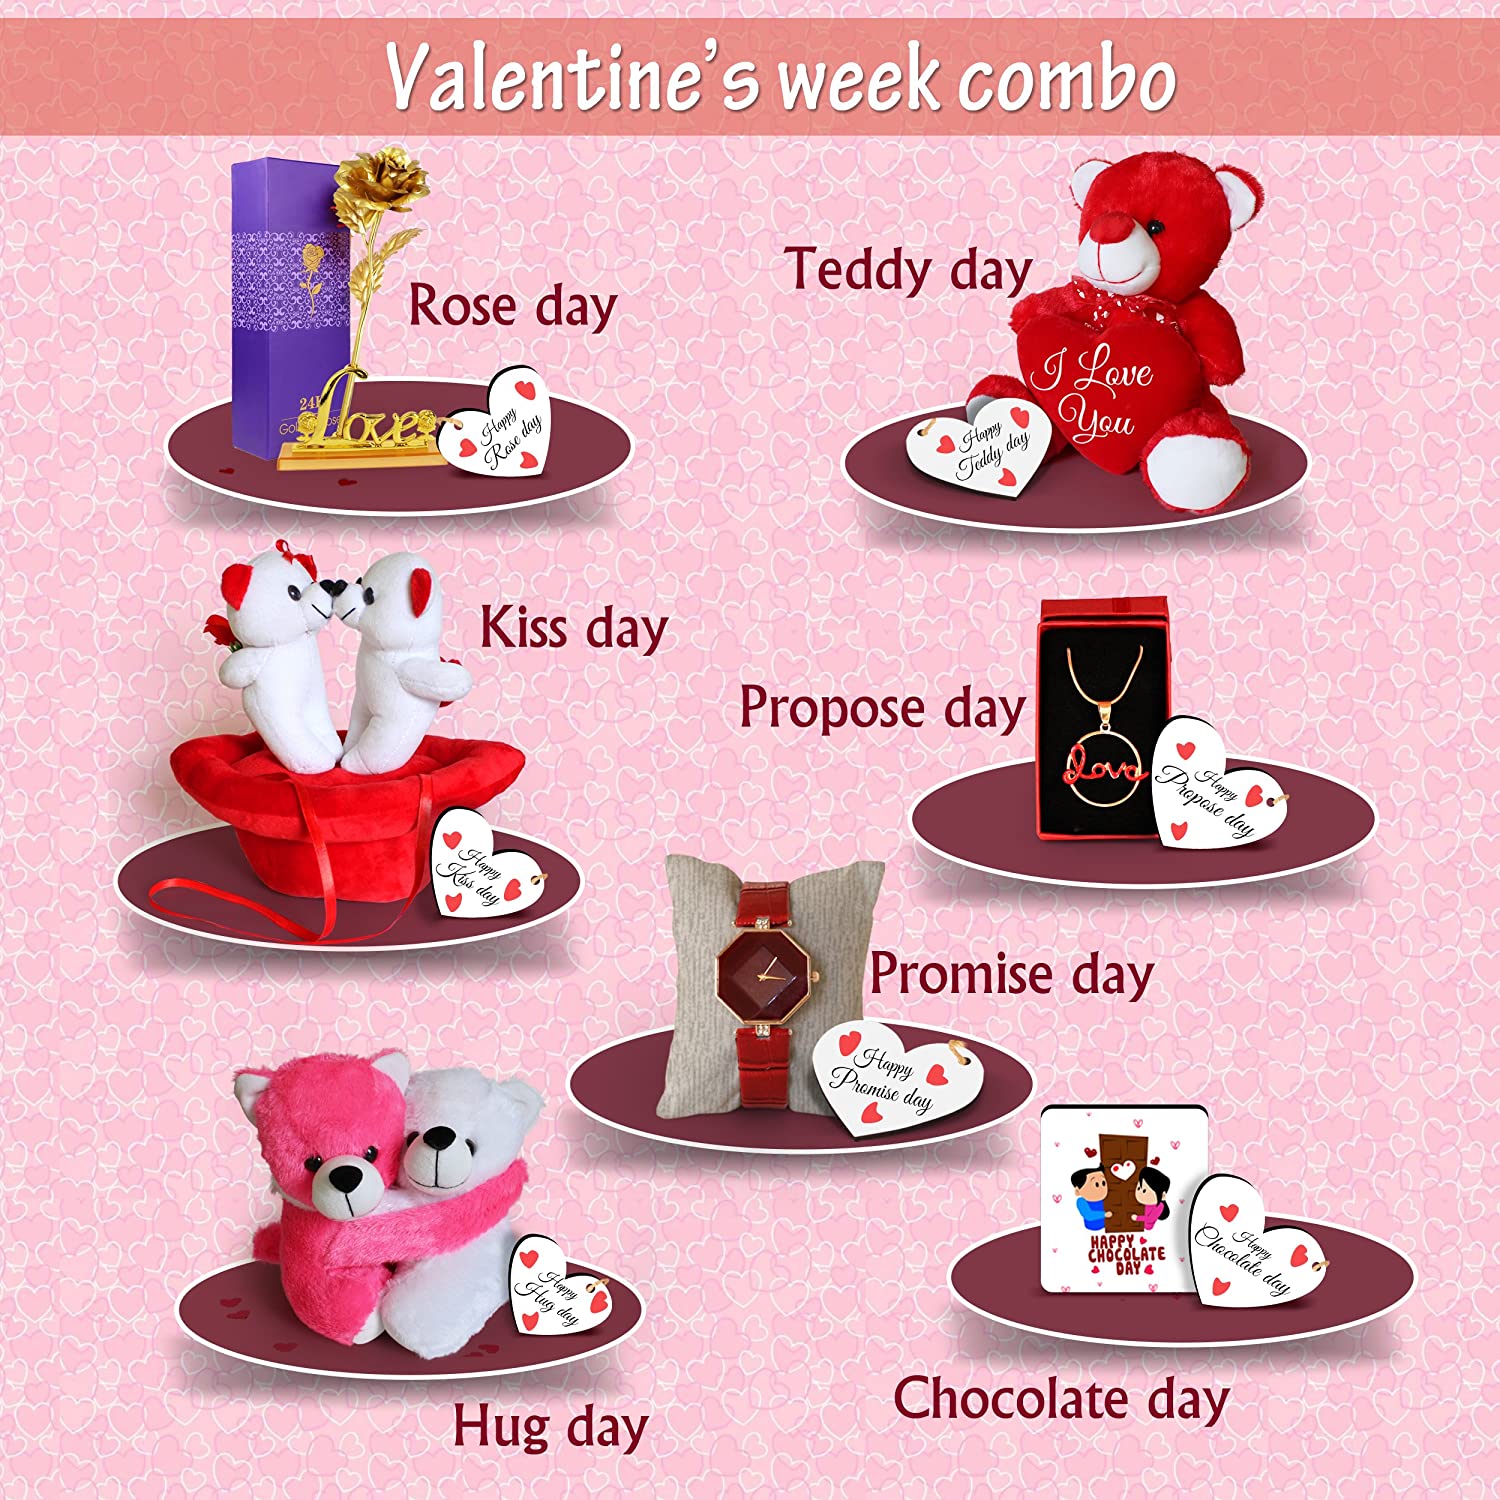 Valentine's week combo
Rose day
24K
Love
Happy
Rose day
Teddy day
I Love
You
Happy
Teddy day
Kiss day
Happy
Kiss day
Propose day
love
Happy
Propose day
Promise day
Happy
Promise day
Hug day
Happy
Hug day
HAPPY
CHOCOLATE
DAY
Happy
Chocolate day
Chocolate day